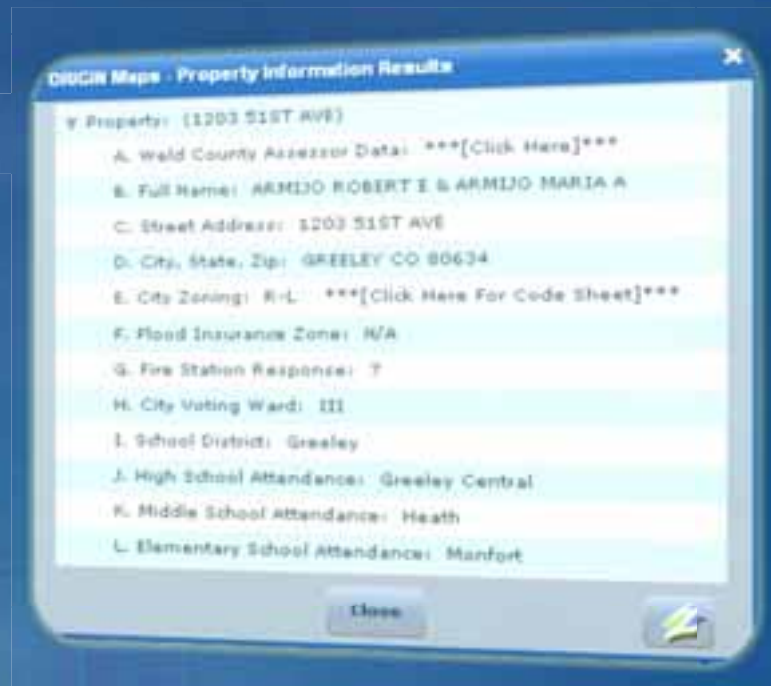 DIGGIN Maps - Property Information Results
Property: (1203 51ST AVE)
A. Weld County Assessor Data: ***[Click Here]***
B. Full Name: ARMIJO ROBERT E & ARMIJO MARIA A
C. Street Address: 1203 51ST AVE
D. City, State, Zip: GREELEY CO 80634
E. City Zoning: R-L ***[Click Here For Code Sheet]***
F. Flood Insurance Zone: N/A
G. Fire Station Response: 7
H. City Voting Ward: III
I. School District: Greeley
J. High School Attendance: Greeley Central
K. Middle School Attendance: Heath
L. Elementary School Attendance: Monfort
Close